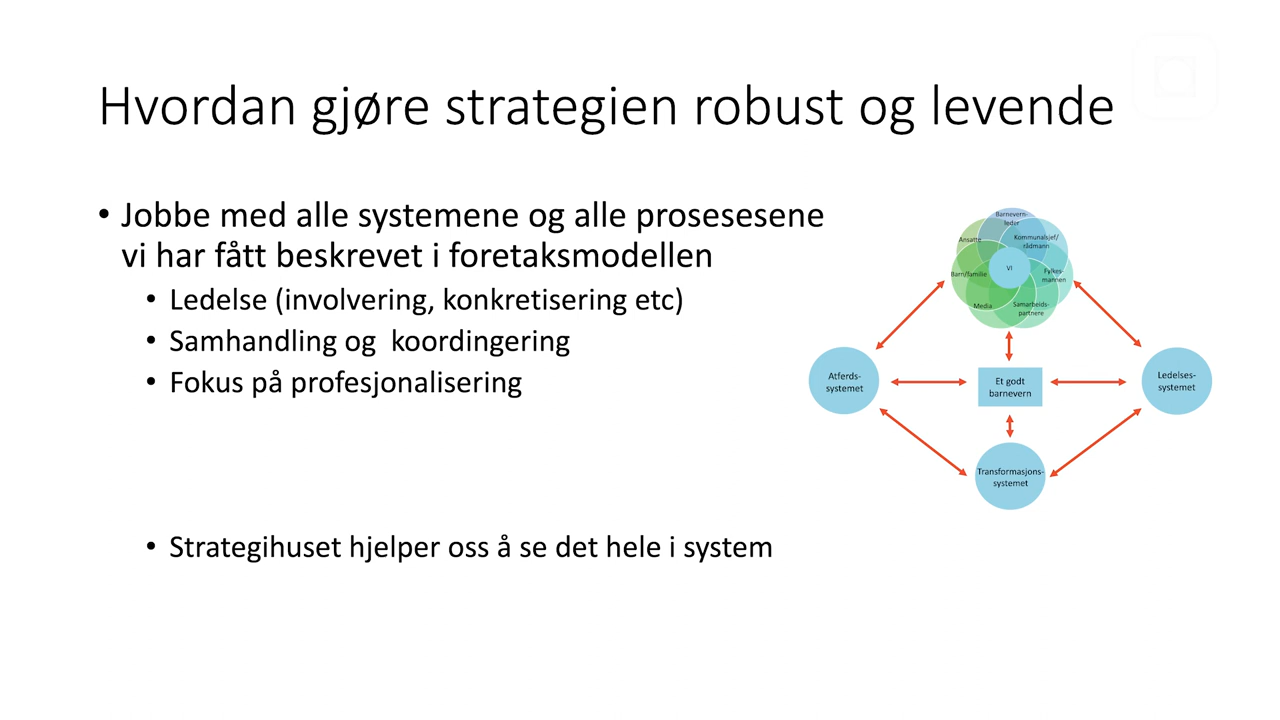 Hvordan gjøre strategien robust og levende
• Jobbe med alle systemene og alle prosesesene
vi har fått beskrevet i foretaksmodellen
• Ledelse (involvering, konkretisering etc)
• Samhandling og  koordingering
• Fokus på profesjonalisering
• Strategihuset hjelper oss å se det hele i system
Barnevern-
leder
Kommunalsjef/
rådmann
Ansatte
VI
Barn/familie
Fylkes-
mannen
Media
Samarbeids-
partnere
Atferds-
systemet
Et godt
barnevern
Ledelses-
systemet
Transformasjons-
systemet